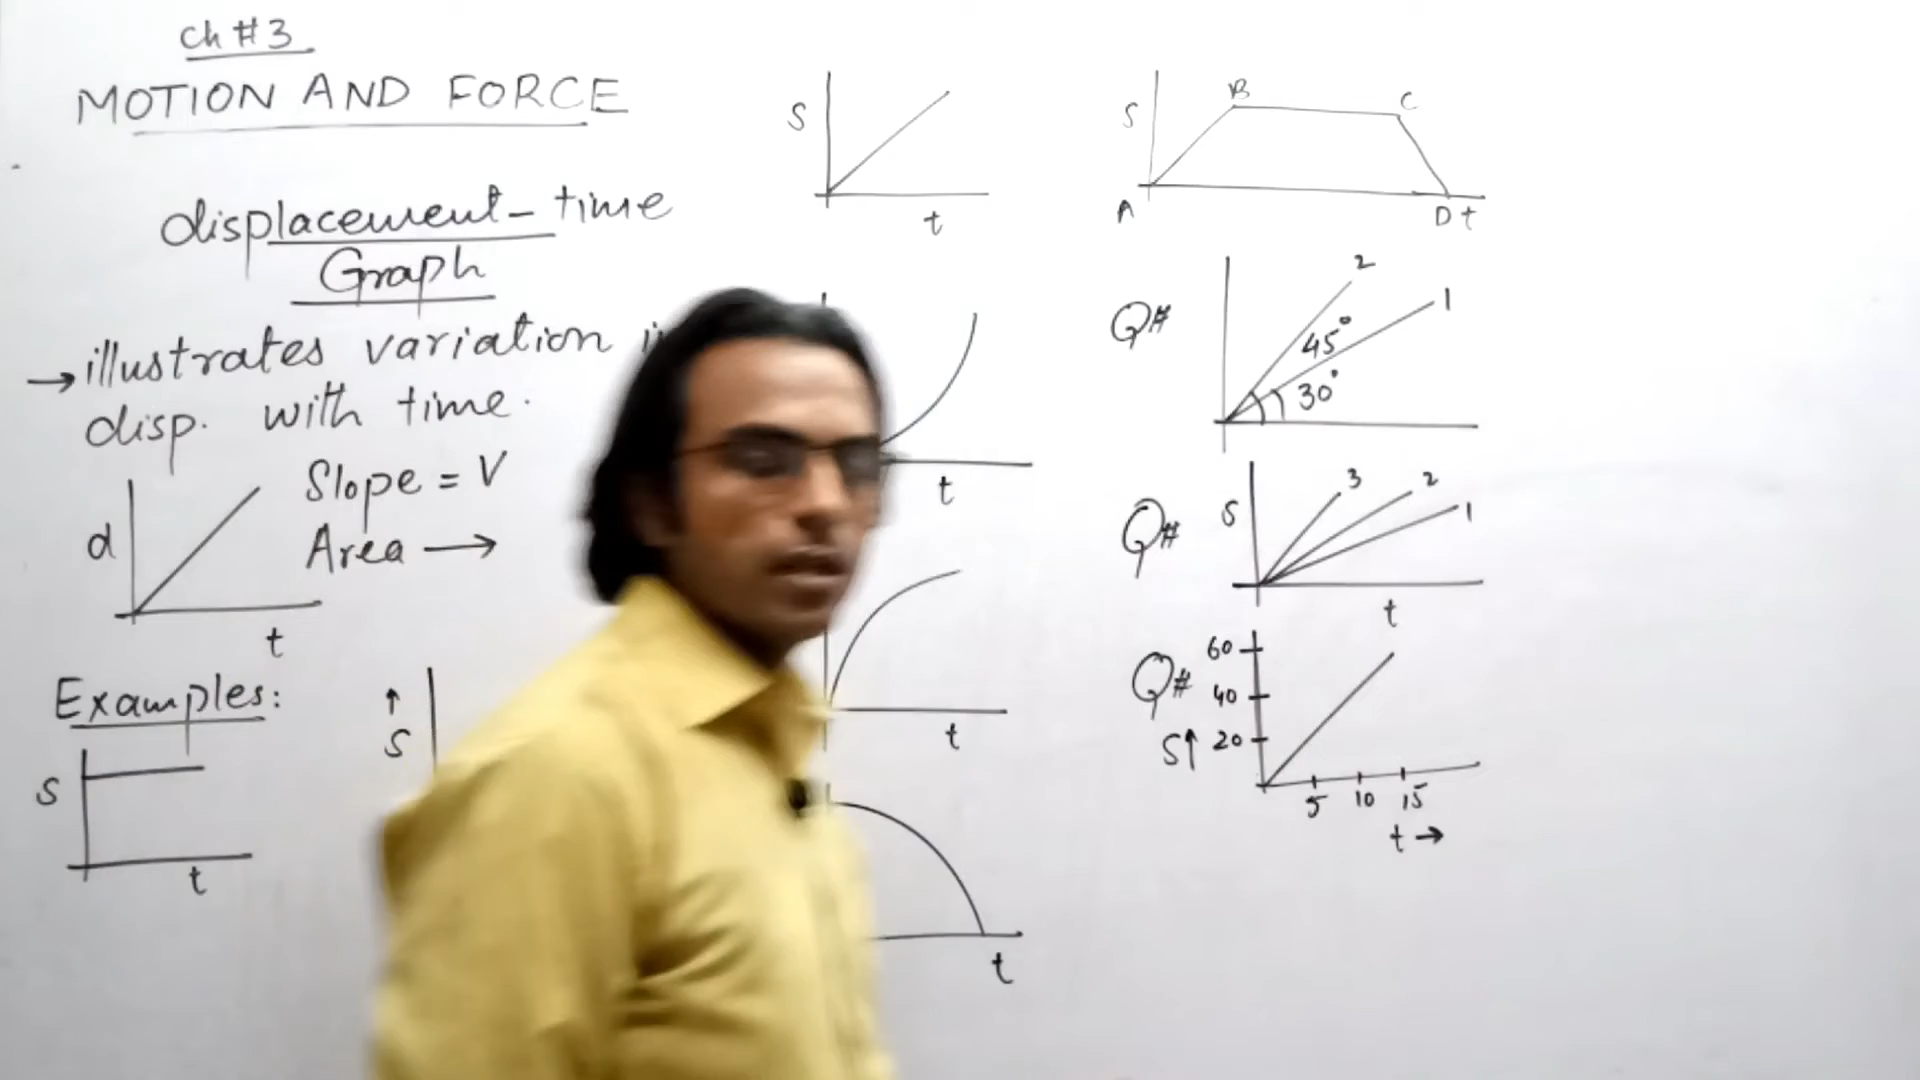 Ch # 3
MOTION AND FORCE
displacement-time
Graph
→ illustrates variation
disp. with time.
d
t
Slope = V
Area →
Examples:
S
t
↑
S
S
t
t
t
t
S
A
B
C
D
t
Q#
2
1
45°
30°
Q#
S
3
2
1
t
Q#
60
40
S↑ 20
5 10 15
t →